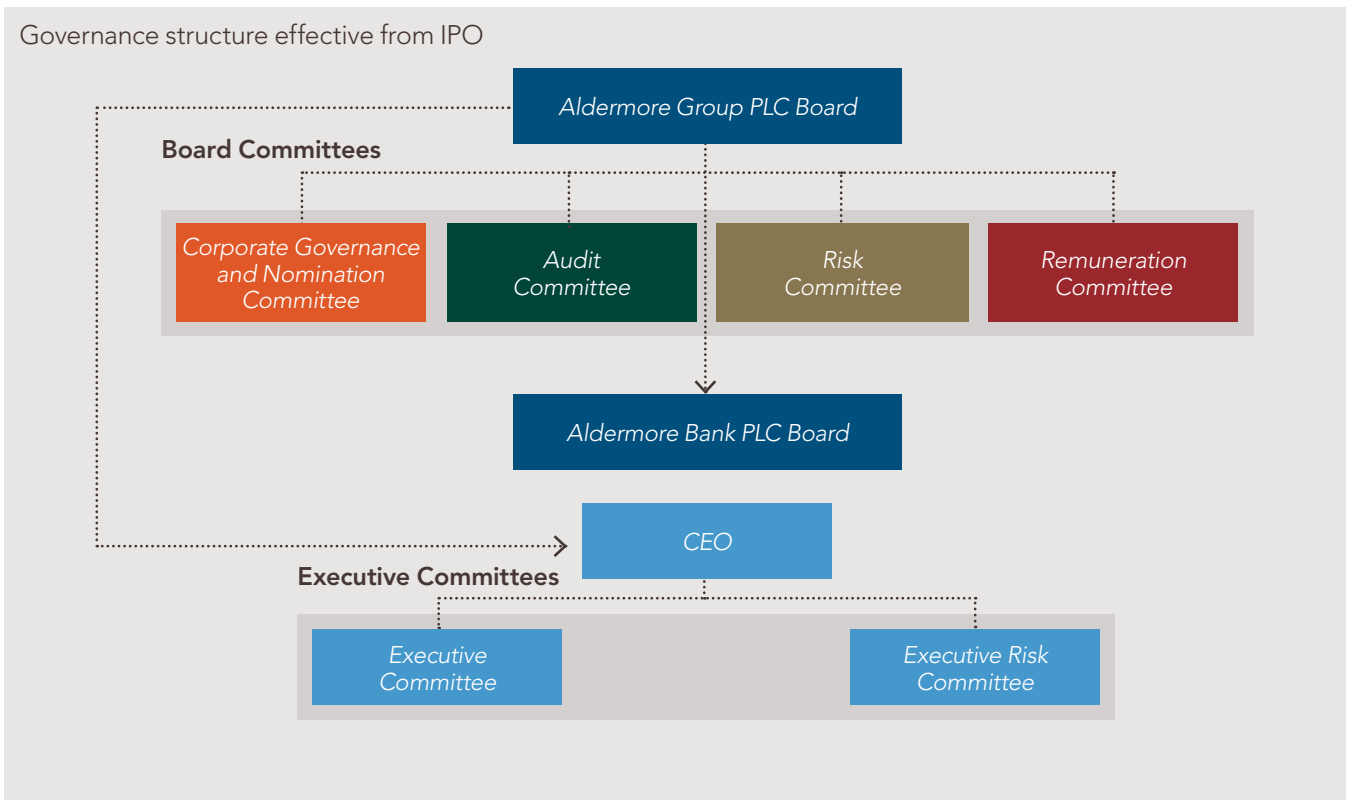 Governance structure effective from IPO
Aldermore Group PLC Board
Board Committees
Corporate Governance
and Nomination
Committee
Audit
Committee
Risk
Committee
Remuneration
Committee
Aldermore Bank PLC Board
CEO
Executive Committees
Executive
Committee
Executive Risk
Committee